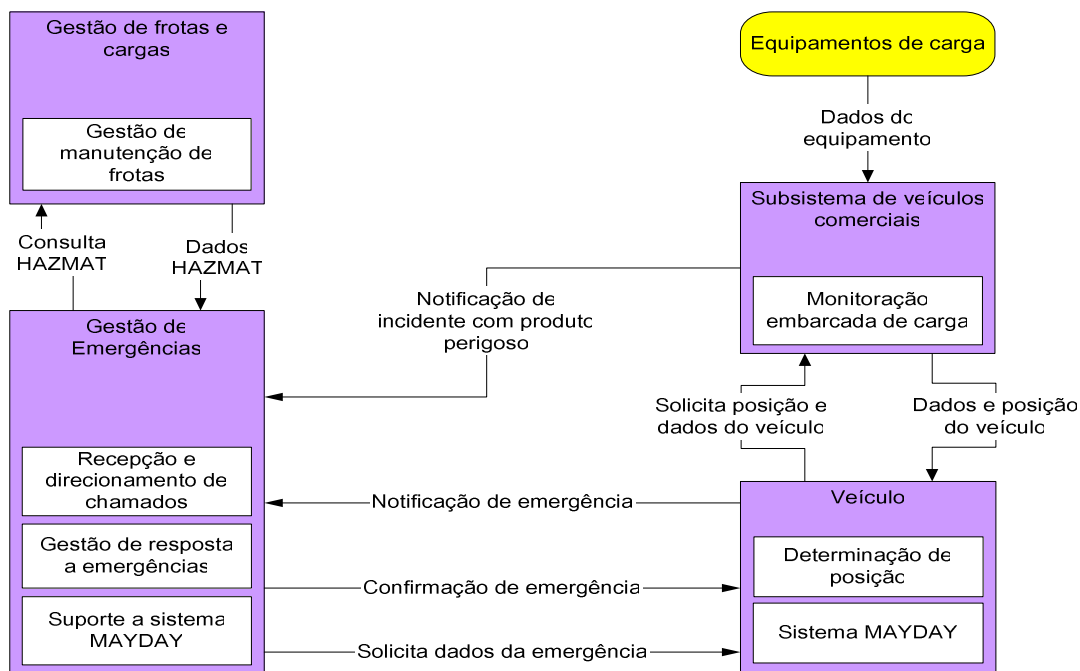 Gestão de frotas e
cargas
Gestão de
manutenção de
frotas
Equipamentos de carga
Dados do
equipamento
Subsistema de veículos
comerciais
Monitoração
embarcada de carga
Consulta
HAZMAT
Dados
HAZMAT
Notificação de
incidente com produto
perigoso
Gestão de
Emergências
Solicita posição e
dados do veículo
Dados e posição
do veículo
Recepção e
direcionamento de
chamados
Gestão de resposta
a emergências
Suporte a sistema
MAYDAY
Notificação de emergência
Confirmação de emergência
Solicita dados da emergência
Veículo
Determinação de
posição
Sistema MAYDAY